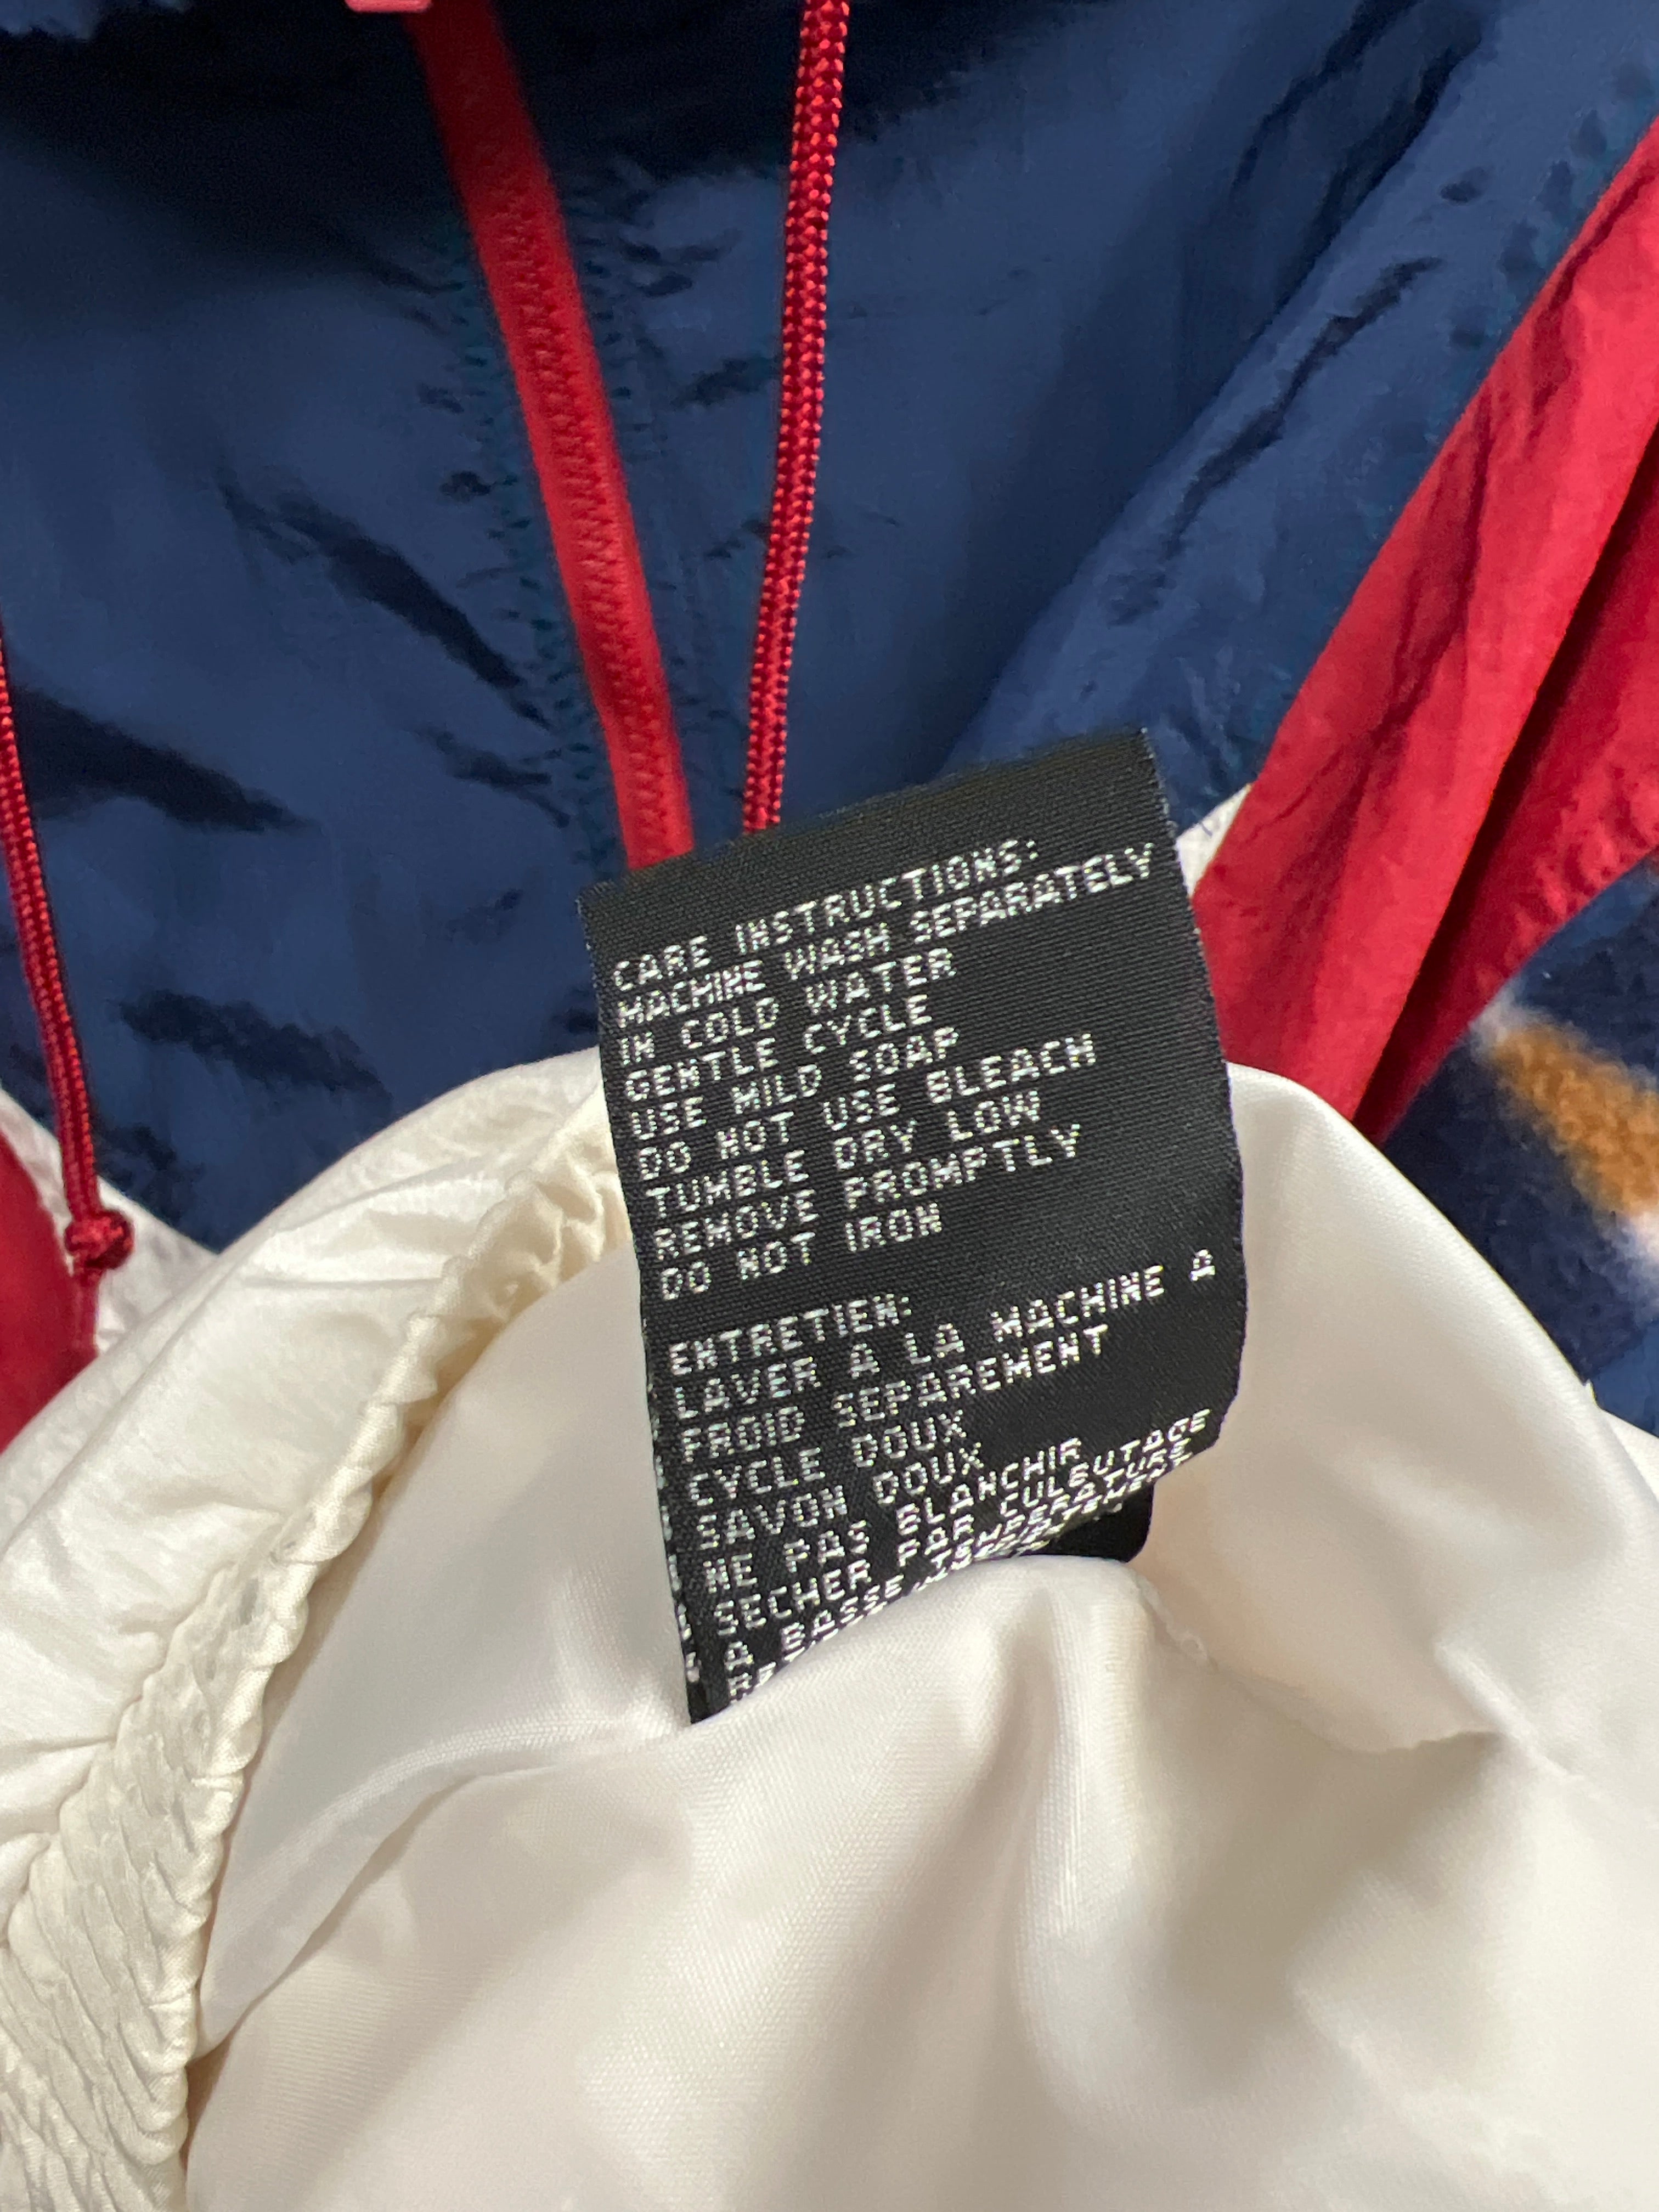 CARE INSTRUCTIONS:
MACHINE WASH SEPARATELY
IN COLD WATER
GENTLE CYCLE
USE MILD SOAP
DO NOT USE BLEACH
TUMBLE DRY LOW
REMOVE PROMPTLY
DO NOT IRON
ENTRETIEN:
LAVER A LA MACHINE A
FROID SEPAREMENT
CYCLE DOUX
SAVON DOUX
NE PAS BLANCHIR
SECHER PAR CULBUTAGE
A BASSE TEMPERATURE